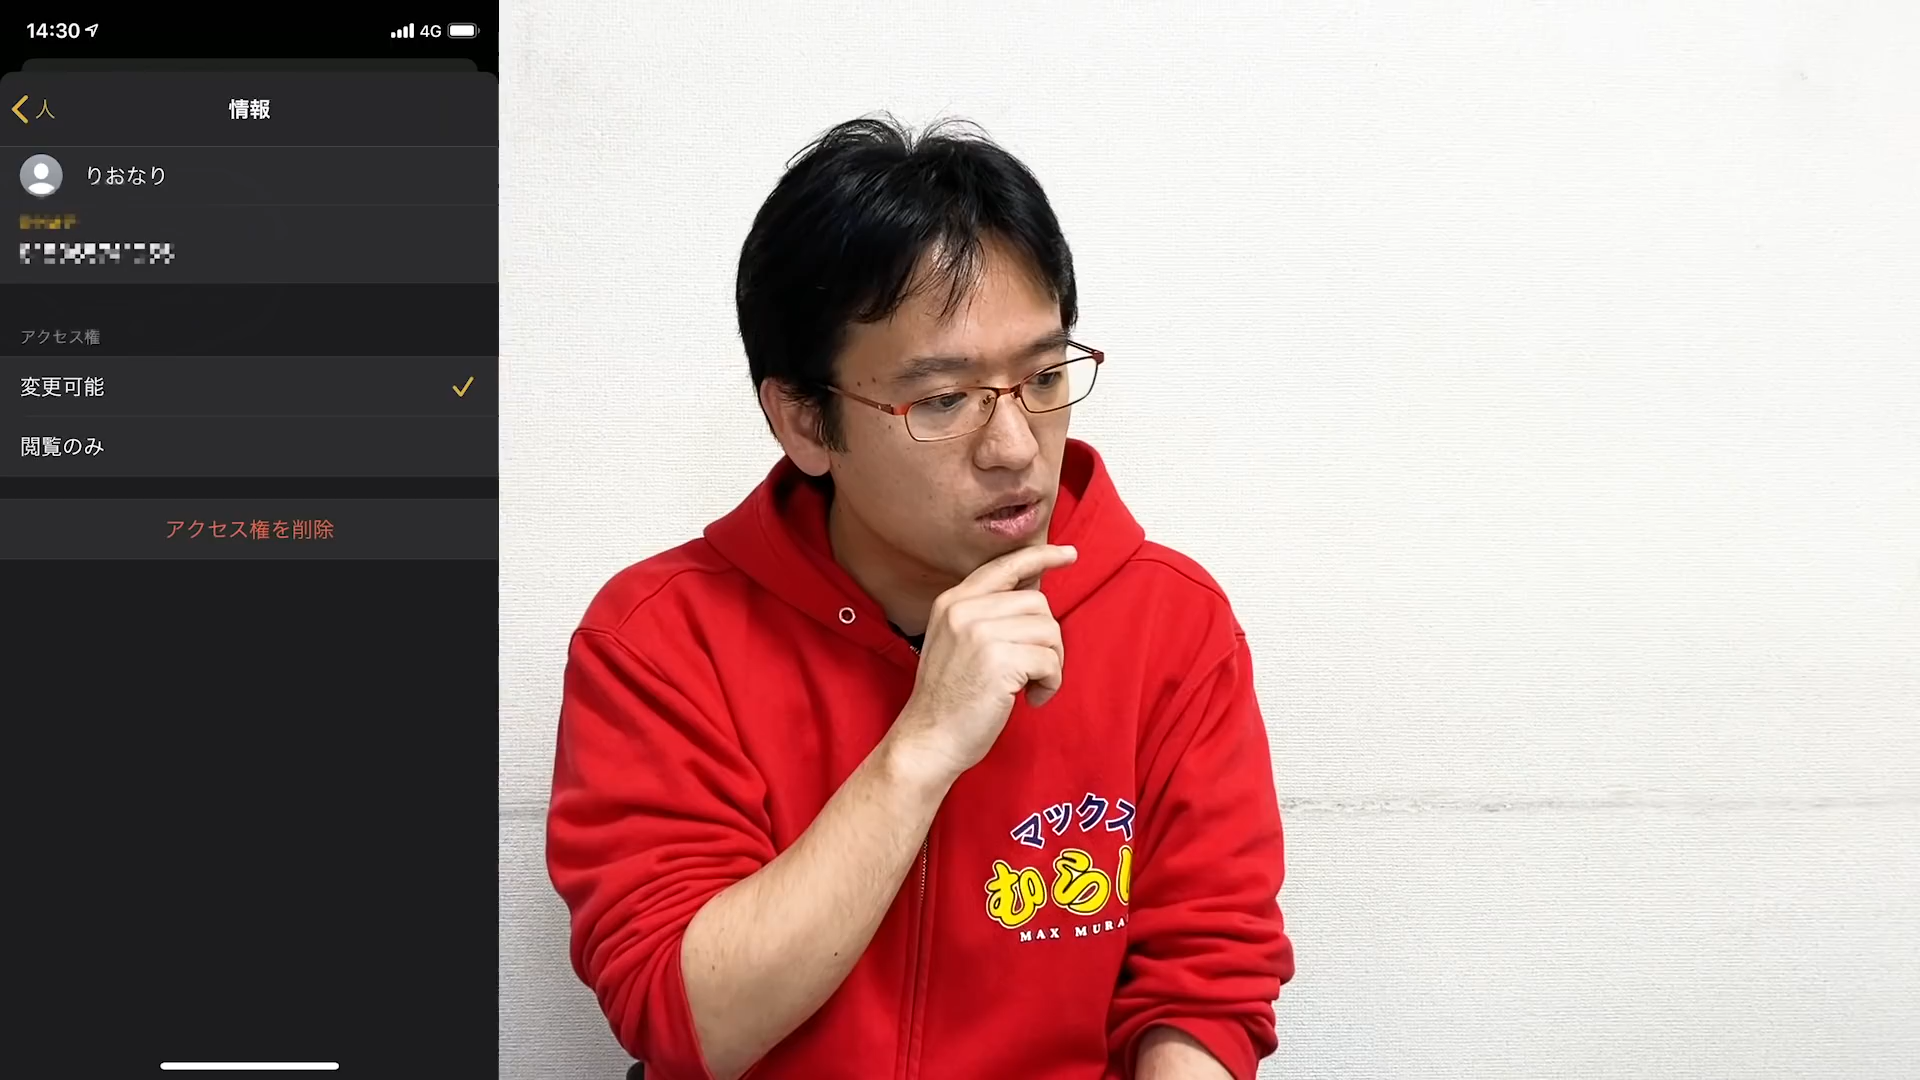 14:30
4G
人
情報
りおなり
アクセス権
変更可能
閲覧のみ
アクセス権を削除
マックス
むら
MAX MURA